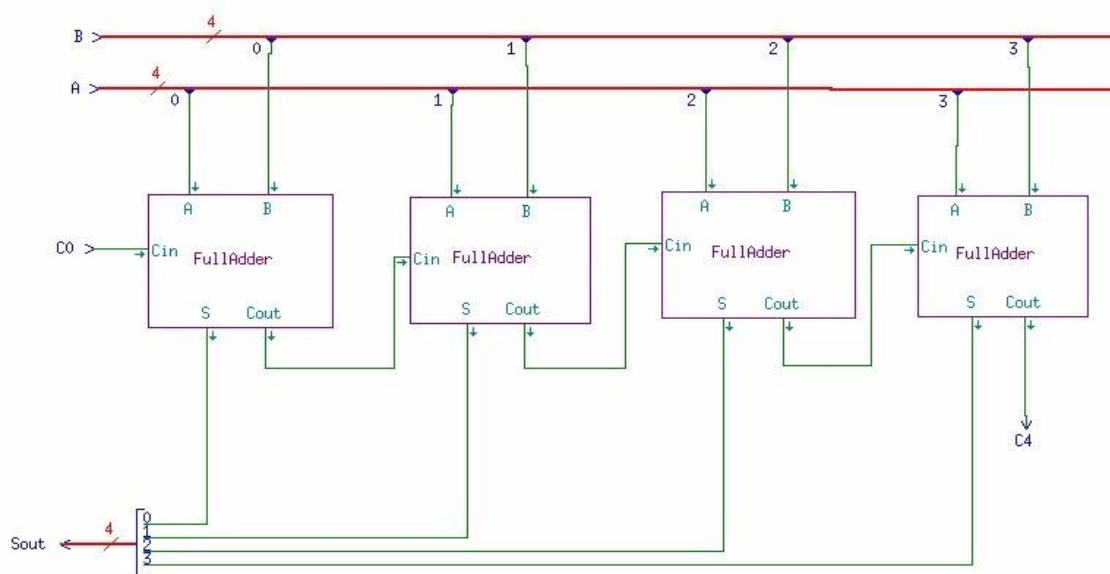 4
B
0 1 2 3
4
A
0 1 2 3
A B A B A B A B
C0 Cin FullAdder Cin FullAdder Cin FullAdder Cin FullAdder
S Cout S Cout S Cout S Cout
C4
0
4 1
Sout 2
3